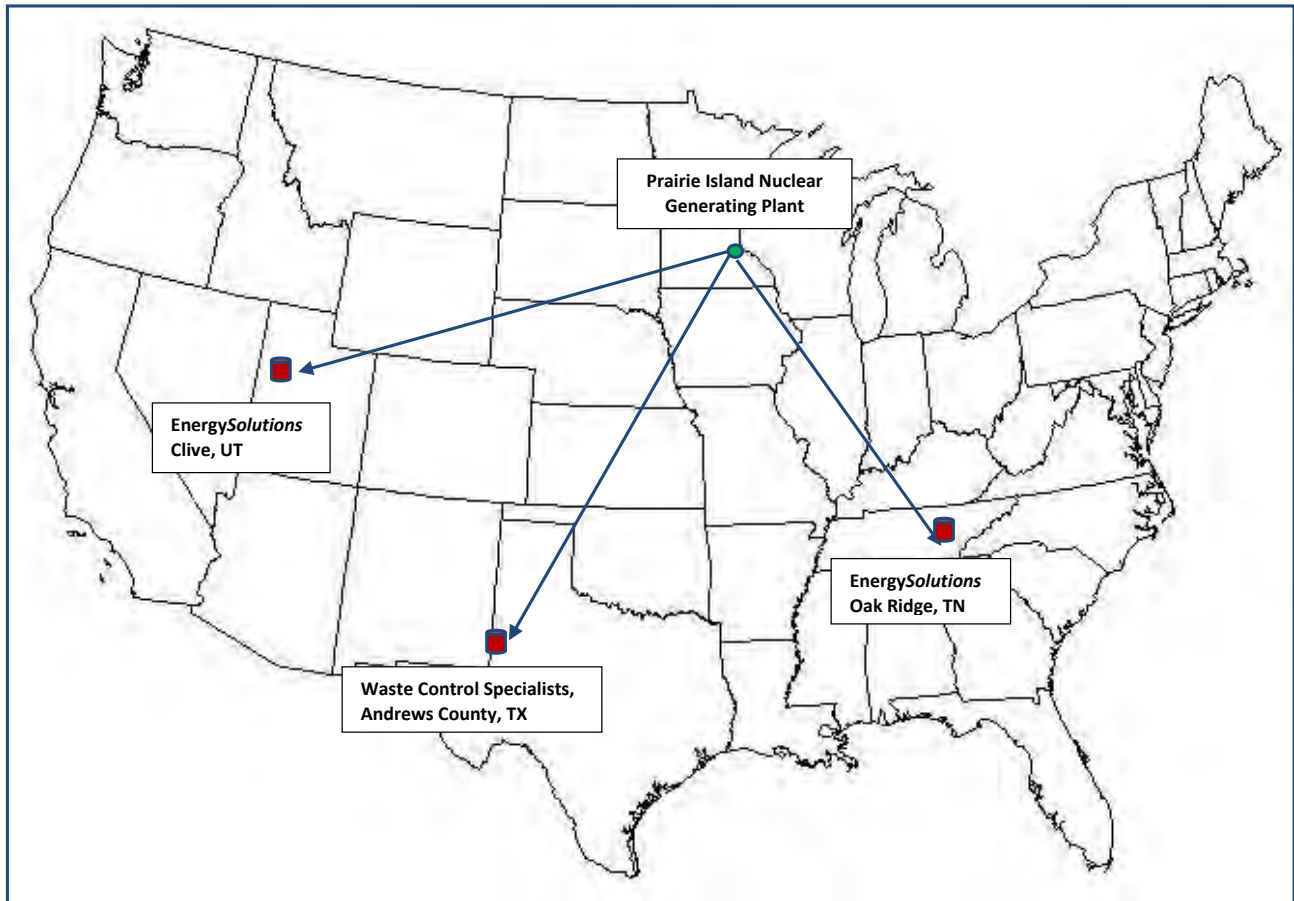 Prairie Island Nuclear
Generating Plant
EnergySolutions
Clive, UT
EnergySolutions
Oak Ridge, TN
Waste Control Specialists,
Andrews County, TX